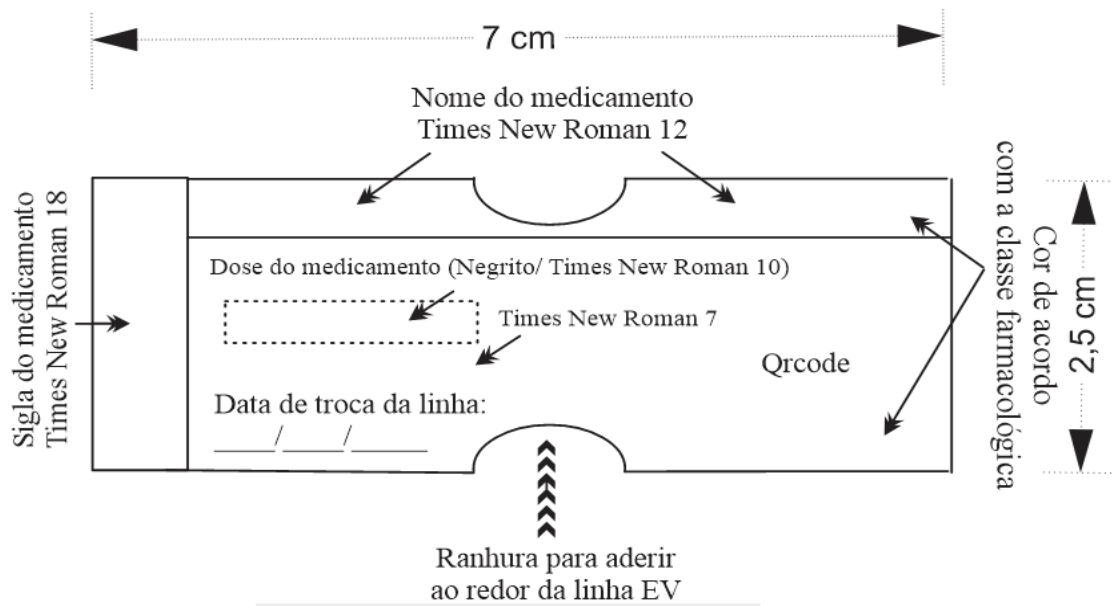 7 cm
Nome do medicamento
Times New Roman 12
Sigla do medicamento
Times New Roman 18
Dose do medicamento (Negrito/ Times New Roman 10)
Times New Roman 7
Qrcode
Data de troca da linha:
____/____/____
Cor de acordo
com a classe farmacológica
2,5 cm
Ranhura para aderir
ao redor da linha EV